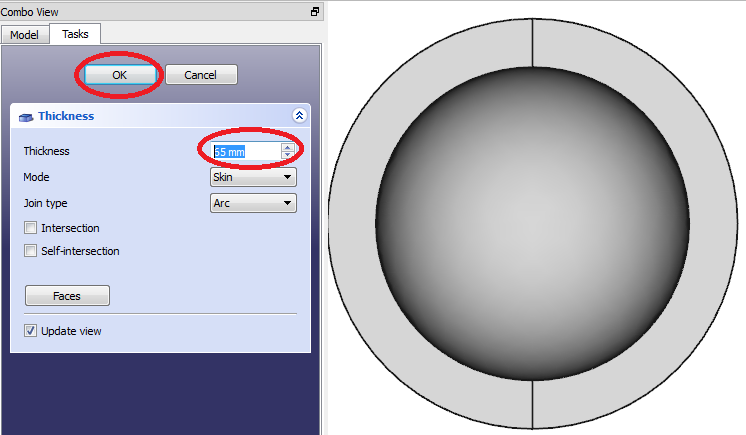 Combo View
Model
Tasks
OK
Cancel
Thickness
Thickness
mm
Mode
Skin
Join type
Arc
Intersection
Self-intersection
Faces
Update view